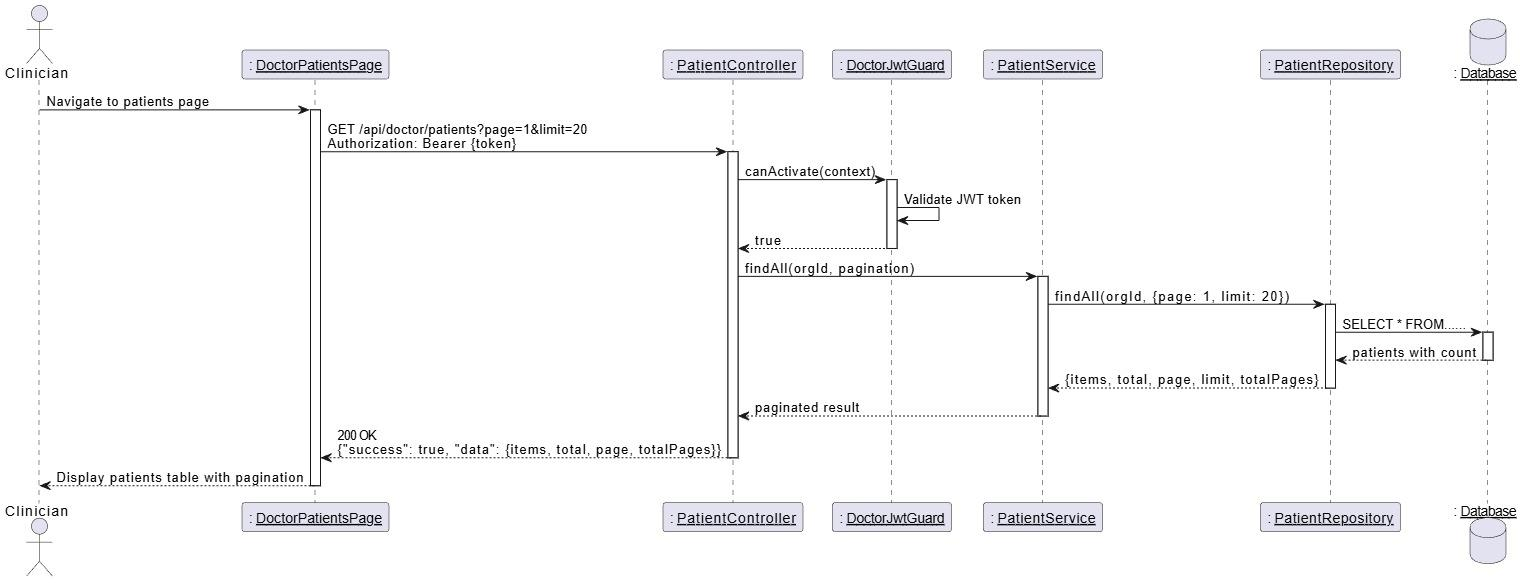 Clinician
: DoctorPatientsPage
: PatientController
: DoctorJwtGuard
: PatientService
: PatientRepository
: Database
Navigate to patients page
GET /api/doctor/patients?page=1&limit=20
Authorization: Bearer {token}
canActivate(context)
Validate JWT token
true
findAll(orgId, pagination)
findAll(orgId, {page: 1, limit: 20})
SELECT * FROM......
patients with count
{items, total, page, limit, totalPages}
paginated result
200 OK
{"success": true, "data": {items, total, page, totalPages}}
Display patients table with pagination
Clinician
: DoctorPatientsPage
: PatientController
: DoctorJwtGuard
: PatientService
: PatientRepository
: Database